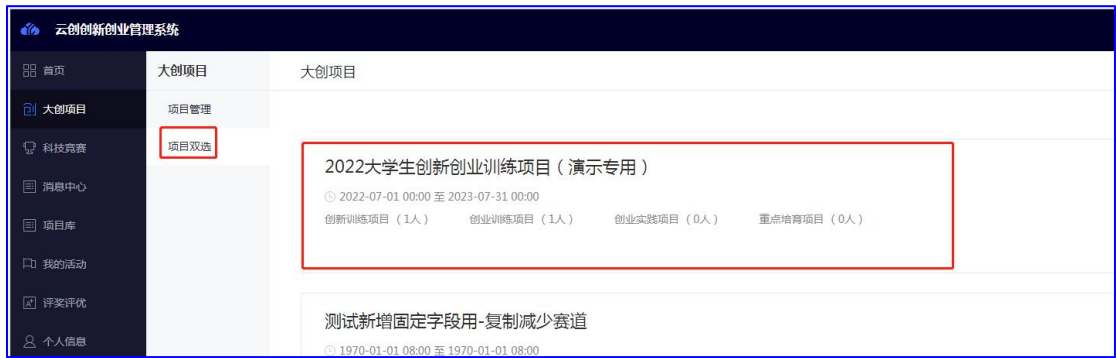 云创创新创业管理系统
首页
大创项目
科技竞赛
消息中心
项目库
我的活动
评奖评优
个人信息
大创项目
项目管理
项目双选
大创项目
2022大学生创新创业训练项目（演示专用）
2022-07-01 00:00 至 2023-07-31 00:00
创新训练项目 （1人） 创业训练项目 （1人） 创业实践项目 （0人） 重点培育项目 （0人）
测试新增固定字段用-复制减少赛道
1970-01-01 08:00 至 1970-01-01 08:00